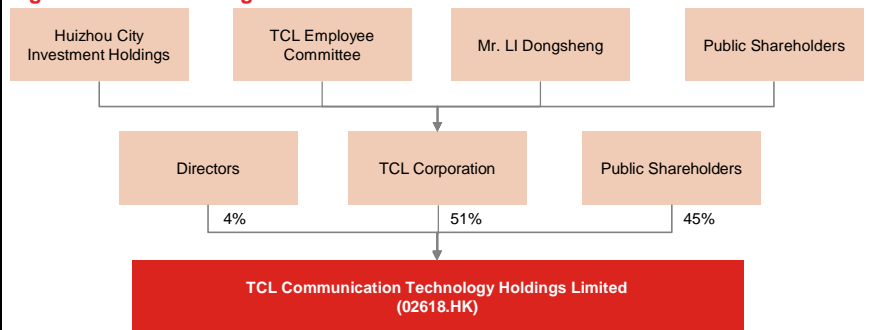 Huizhou City
Investment Holdings
TCL Employee
Committee
Mr. LI Dongsheng
Public Shareholders
Directors
TCL Corporation
Public Shareholders
4%
51%
45%
TCL Communication Technology Holdings Limited
(02618.HK)